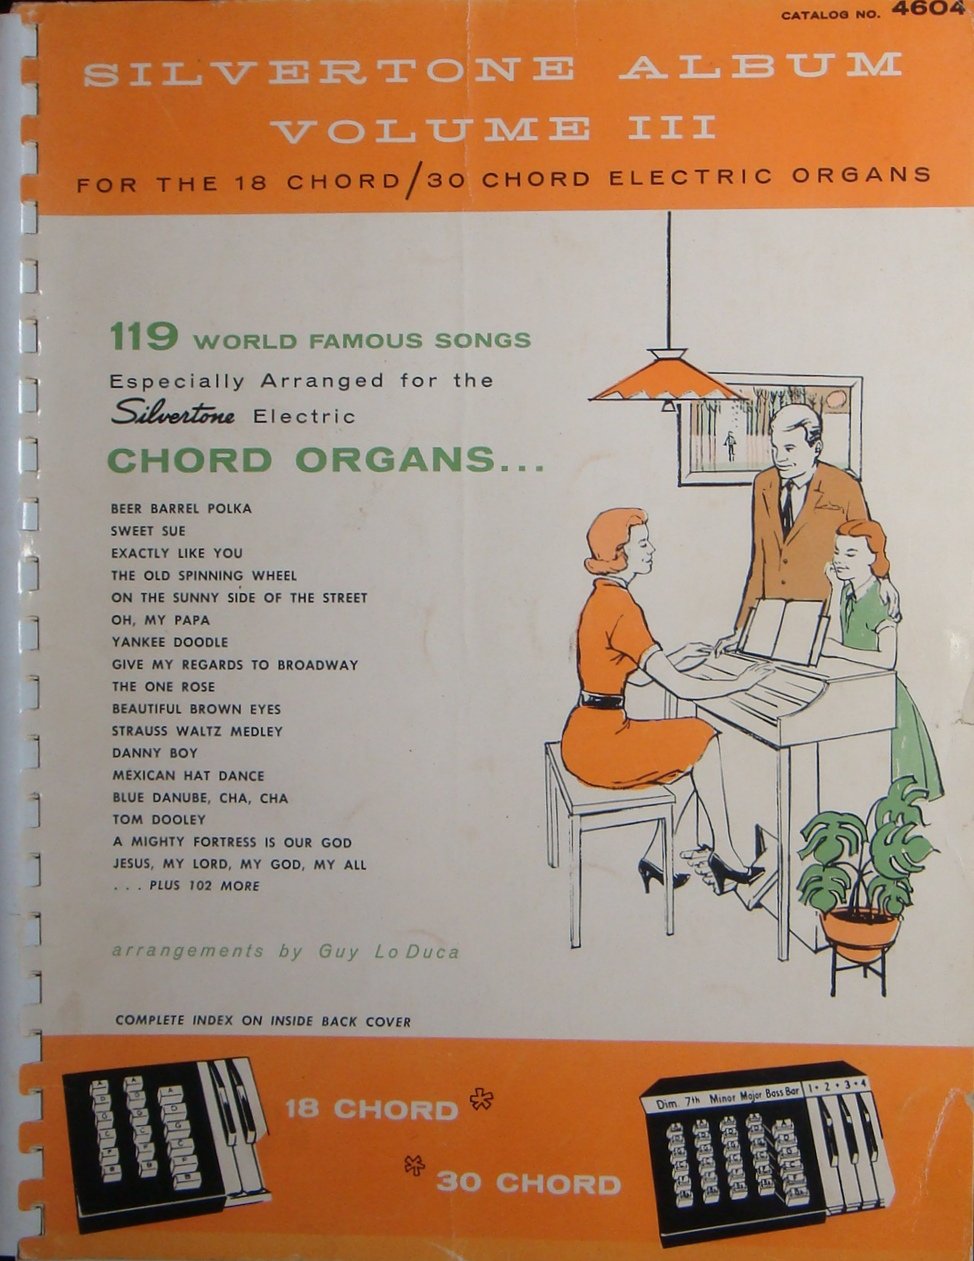 CATALOG NO. 4604
SILVERTONE ALBUM
VOLUME III
FOR THE 18 CHORD/30 CHORD ELECTRIC ORGANS
119 WORLD FAMOUS SONGS
Especially Arranged for the
Silvertone Electric
CHORD ORGANS...
BEER BARREL POLKA
SWEET SUE
EXACTLY LIKE YOU
THE OLD SPINNING WHEEL
ON THE SUNNY SIDE OF THE STREET
OH, MY PAPA
YANKEE DOODLE
GIVE MY REGARDS TO BROADWAY
THE ONE ROSE
BEAUTIFUL BROWN EYES
STRAUSS WALTZ MEDLEY
DANNY BOY
MEXICAN HAT DANCE
BLUE DANUBE, CHA, CHA
TOM DOOLEY
A MIGHTY FORTRESS IS OUR GOD
JESUS, MY LORD, MY GOD, MY ALL
. . . PLUS 102 MORE
arrangements by Guy Lo Duca
COMPLETE INDEX ON INSIDE BACK COVER
18 CHORD*
*30 CHORD
Dim. 7th Minor Major Bass Bar 1 • 2 • 3 • 4